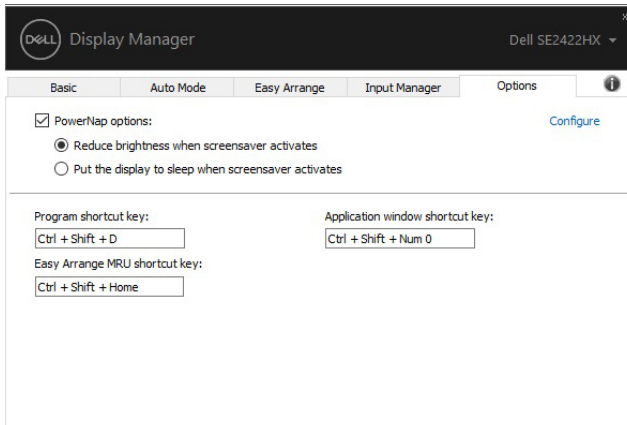 DELL Display Manager
Dell SE2422HX
Basic Auto Mode Easy Arrange Input Manager Options
PowerNap options:
Configure
Reduce brightness when screensaver activates
Put the display to sleep when screensaver activates
Program shortcut key:
Application window shortcut key:
Ctrl + Shift + D
Ctrl + Shift + Num 0
Easy Arrange MRU shortcut key:
Ctrl + Shift + Home